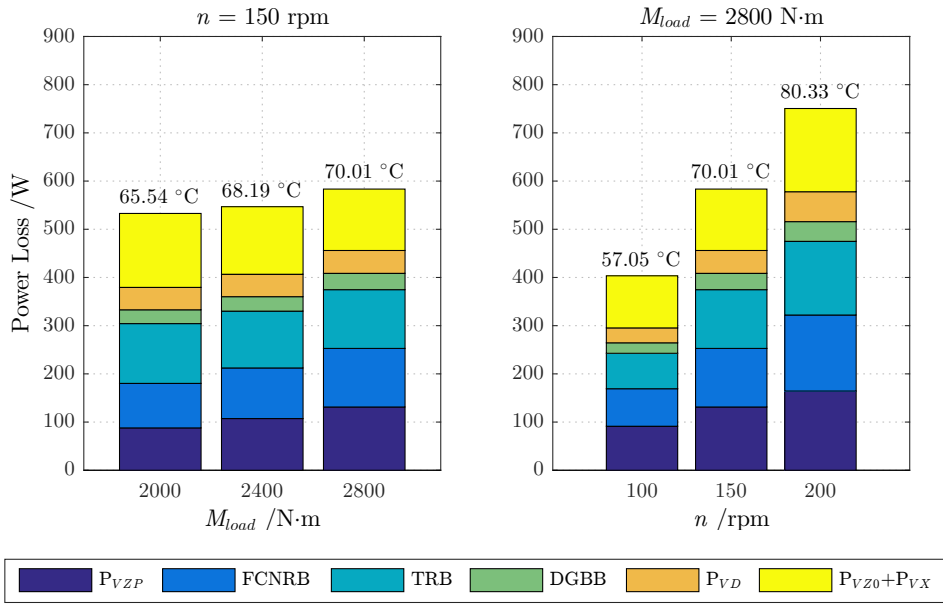 n = 150 rpm
900
800
700
600
500
400
300
200
100
0
Power Loss /W
65.54 °C
68.19 °C
70.01 °C
2000
2400
2800
M_load /N·m
M_load = 2800 N·m
900
800
700
600
500
400
300
200
100
0
57.05 °C
70.01 °C
80.33 °C
100
150
200
n /rpm
P_VZP FCNRB TRB DGBB P_VD P_VZ0+P_VX